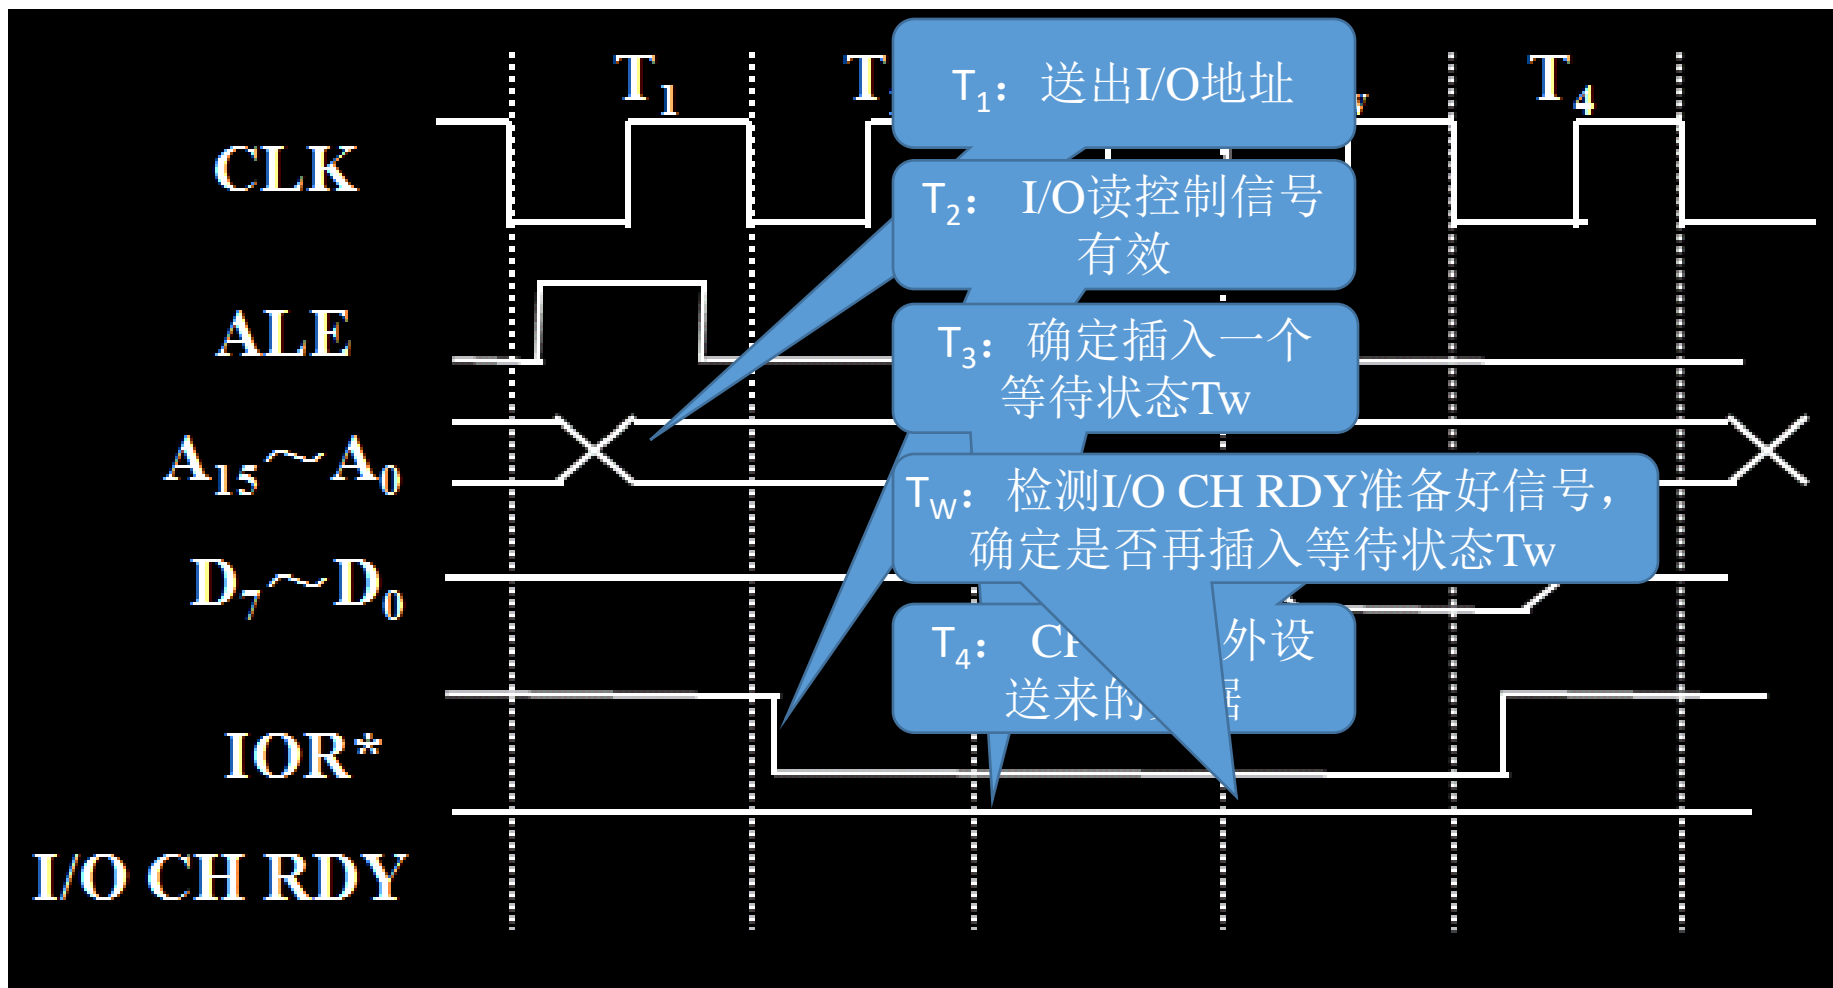 T₁ T T₄
T₁： 送出I/O地址
CLK
T₂： I/O读控制信号
有效
ALE
T₃：确定插入一个
等待状态Tw
A₁₅～A₀
T_W：检测I/O CH RDY准备好信号，
确定是否再插入等待状态Tw
D₇～D₀
T₄： 外设
送来的
IOR*
I/O CH RDY